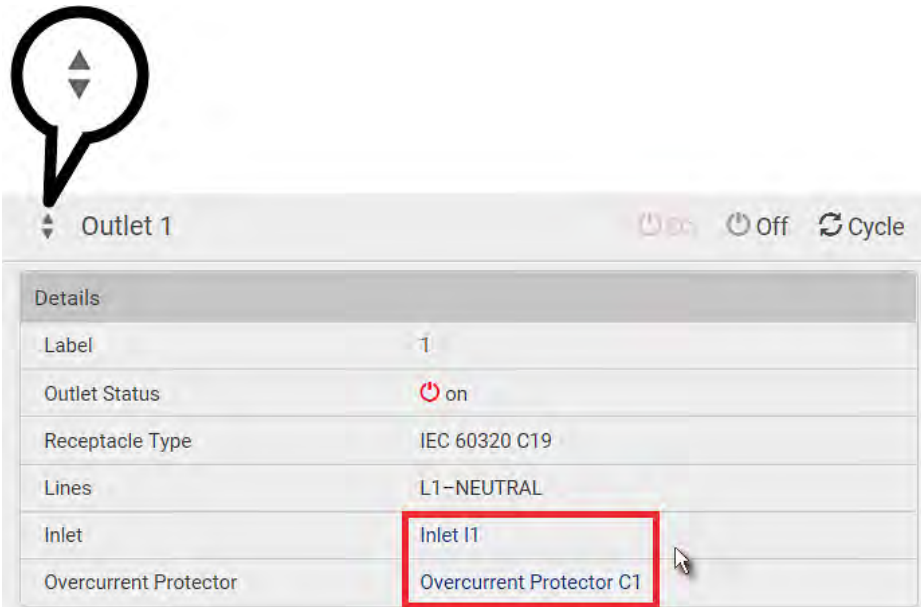 Outlet 1 On Off Cycle
Details
Label 1
Outlet Status on
Receptacle Type IEC 60320 C19
Lines L1–NEUTRAL
Inlet Inlet I1
Overcurrent Protector Overcurrent Protector C1